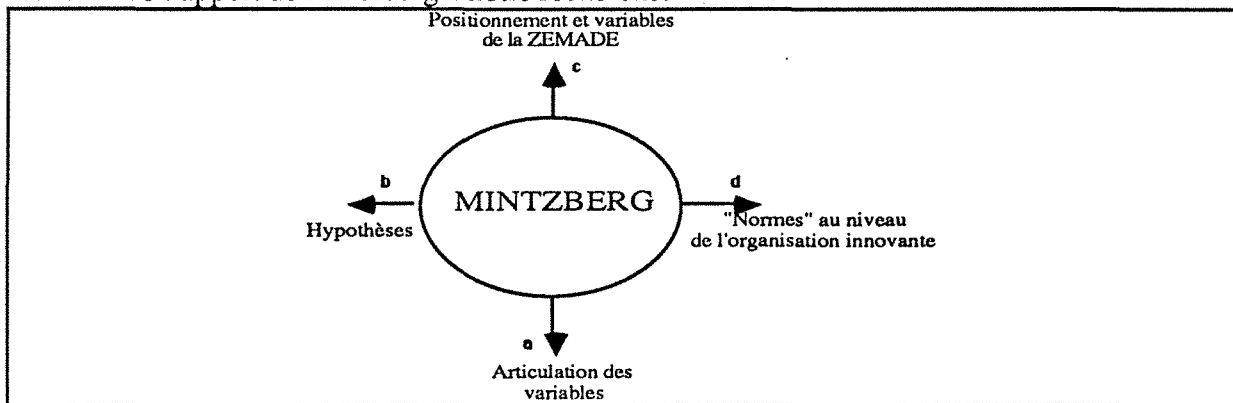 Positionnement et variables
de la ZEMADE
c
b
d
MINTZBERG
Hypothèses
"Normes" au niveau
de l'organisation innovante
a
Articulation des
variables